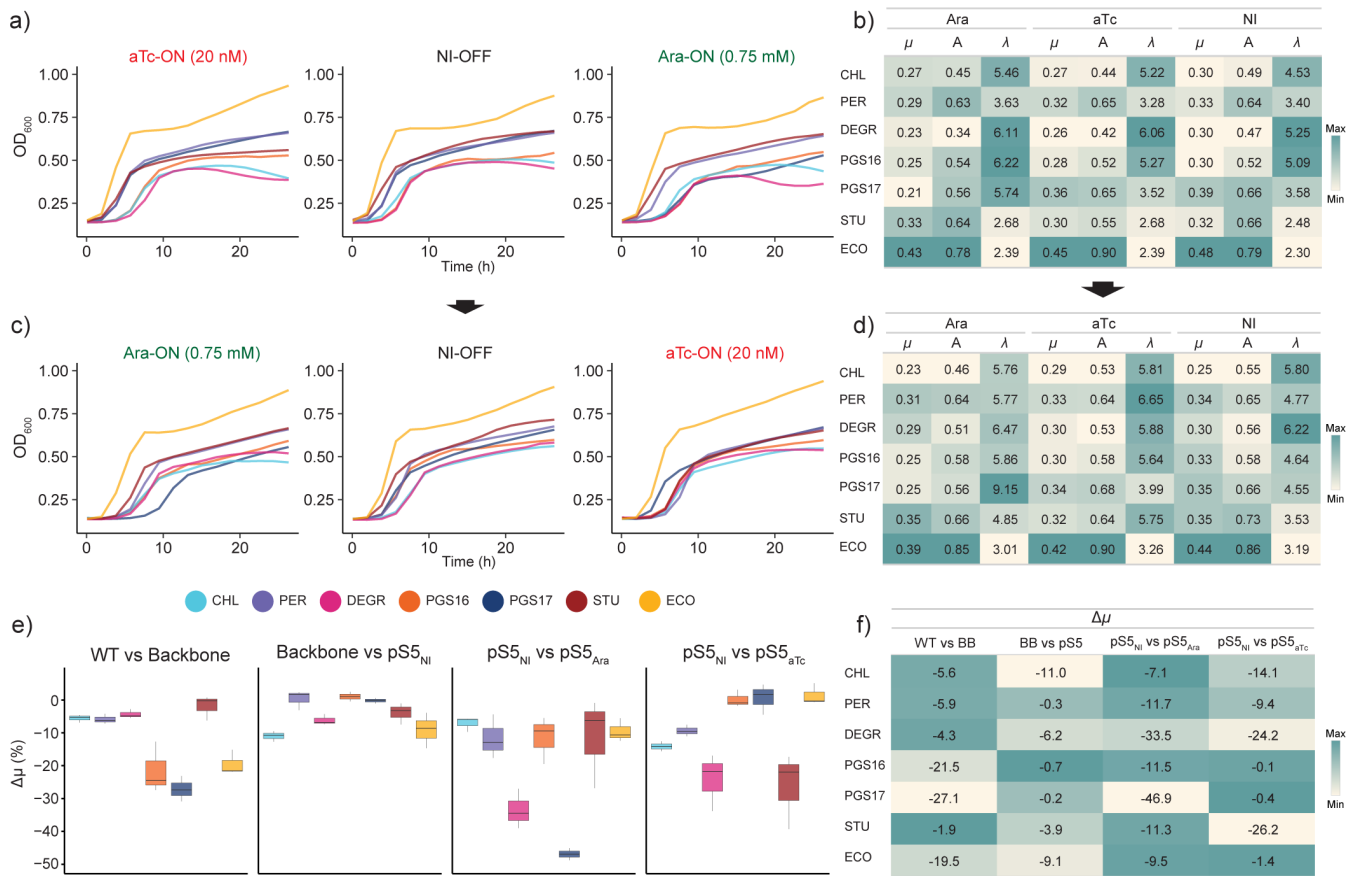 a)
aTc-ON (20 nM)
NI-OFF
Ara-ON (0.75 mM)
OD600
1.00
0.75
0.50
0.25
0 10 20
0 10 20
0 10 20
Time (h)
b)
Ara aTc NI
μ A λ μ A λ μ A λ
CHL 0.27 0.45 5.46 0.27 0.44 5.22 0.30 0.49 4.53
PER 0.29 0.63 3.63 0.32 0.65 3.28 0.33 0.64 3.40
DEGR 0.23 0.34 6.11 0.26 0.42 6.06 0.30 0.47 5.25
PGS16 0.25 0.54 6.22 0.28 0.52 5.27 0.30 0.52 5.09
PGS17 0.21 0.56 5.74 0.36 0.65 3.52 0.39 0.66 3.58
STU 0.33 0.64 2.68 0.30 0.55 2.68 0.32 0.66 2.48
ECO 0.43 0.78 2.39 0.45 0.90 2.39 0.48 0.79 2.30
Max
Min
c)
Ara-ON (0.75 mM)
NI-OFF
aTc-ON (20 nM)
OD600
1.00
0.75
0.50
0.25
0 10 20
0 10 20
0 10 20
Time (h)
d)
Ara aTc NI
μ A λ μ A λ μ A λ
CHL 0.23 0.46 5.76 0.29 0.53 5.81 0.25 0.55 5.80
PER 0.31 0.64 5.77 0.33 0.64 6.65 0.34 0.65 4.77
DEGR 0.29 0.51 6.47 0.30 0.53 5.88 0.30 0.56 6.22
PGS16 0.25 0.58 5.86 0.30 0.58 5.64 0.33 0.58 4.64
PGS17 0.25 0.56 9.15 0.34 0.68 3.99 0.35 0.66 4.55
STU 0.35 0.66 4.85 0.32 0.64 5.75 0.35 0.73 3.53
ECO 0.39 0.85 3.01 0.42 0.90 3.26 0.44 0.86 3.19
Max
Min
CHL PER DEGR PGS16 PGS17 STU ECO
e)
WT vs Backbone
Backbone vs pS5NI
pS5NI vs pS5Ara
pS5NI vs pS5aTc
Δμ (%)
0
−10
−20
−30
−40
−50
f)
Δμ
WT vs BB BB vs pS5 pS5NI vs pS5Ara pS5NI vs pS5aTc
CHL -5.6 -11.0 -7.1 -14.1
PER -5.9 -0.3 -11.7 -9.4
DEGR -4.3 -6.2 -33.5 -24.2
PGS16 -21.5 -0.7 -11.5 -0.1
PGS17 -27.1 -0.2 -46.9 -0.4
STU -1.9 -3.9 -11.3 -26.2
ECO -19.5 -9.1 -9.5 -1.4
Max
Min